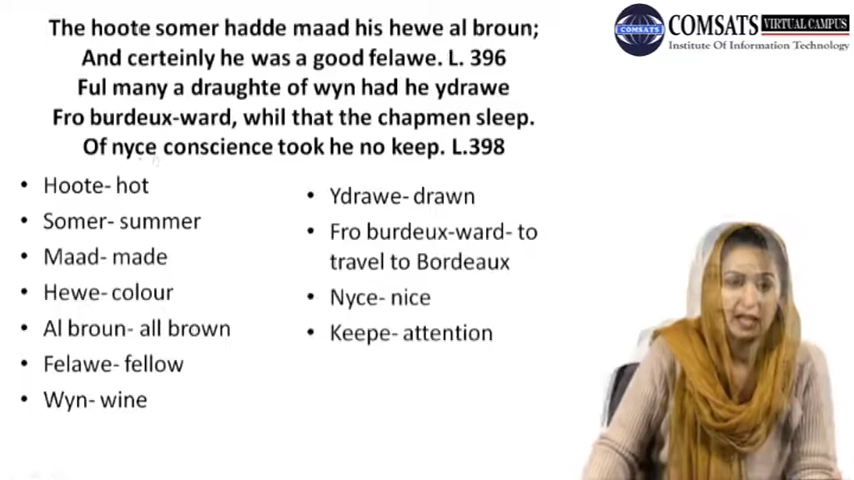 The hoote somer hadde maad his hewe al broun;
And certeinly he was a good felawe. L. 396
Ful many a draughte of wyn had he ydrawe
Fro burdeux-ward, whil that the chapmen sleep.
Of nyce conscience took he no keep. L.398
• Hoote- hot
• Somer- summer
• Maad- made
• Hewe- colour
• Al broun- all brown
• Felawe- fellow
• Wyn- wine
• Ydrawe- drawn
• Fro burdeux-ward- to
travel to Bordeaux
• Nyce- nice
• Keepe- attention
COMSATS
COMSATS VIRTUAL CAMPUS
Institute Of Information Technology